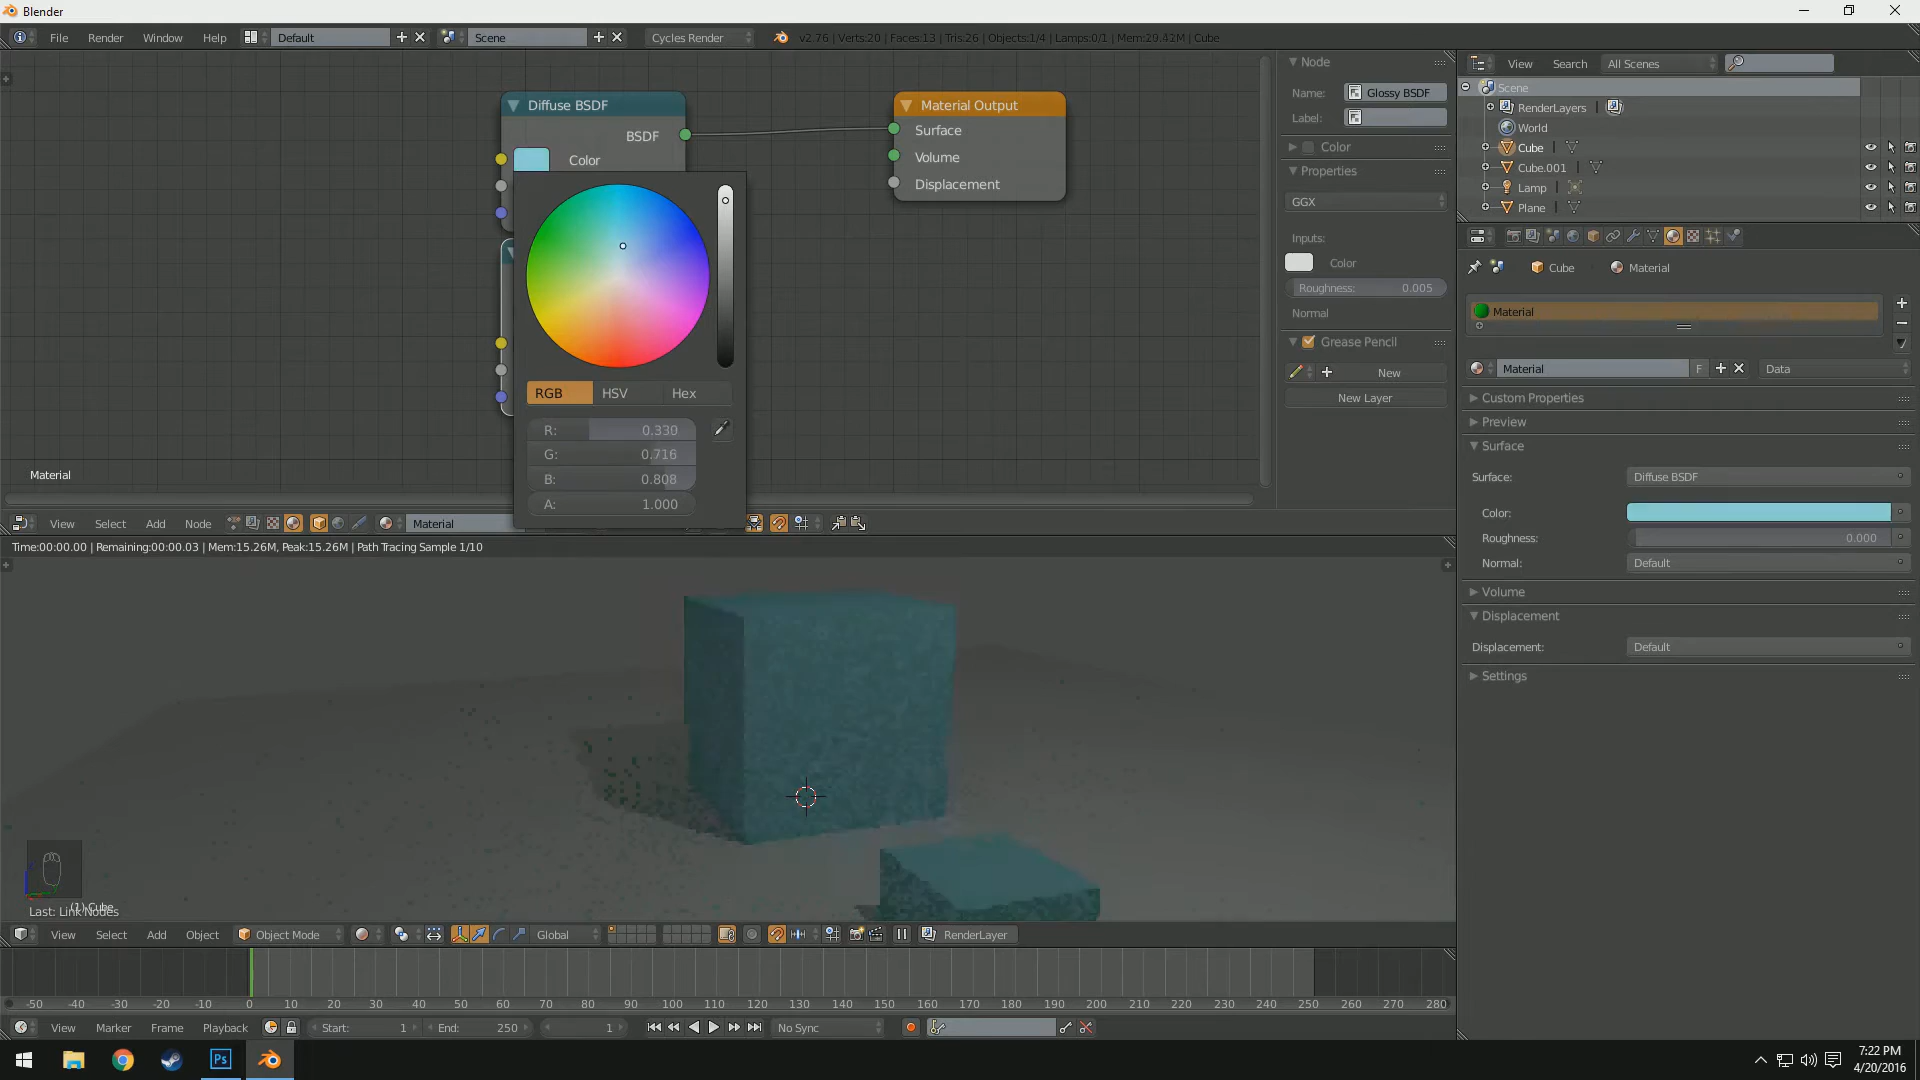 Blender
File Render Window Help Default Scene Cycles Render v2.76 | Verts:20 | Faces:13 | Tris:26 | Objects:1/4 | Lamps:0/1 | Mem:29.42M | Cube
Diffuse BSDF
BSDF
Color
Material Output
Surface
Volume
Displacement
RGB HSV Hex
R: 0.330
G: 0.716
B: 0.808
A: 1.000
Material
Node
Name: Glossy BSDF
Label:
Color
Properties
GGX
Inputs:
Color
Roughness: 0.005
Normal
Grease Pencil
New
New Layer
View Select Add Node Material
View Search All Scenes
Scene
RenderLayers
World
Cube
Cube.001
Lamp
Plane
Cube Material
Material
Material F Data
Custom Properties
Preview
Surface
Surface: Diffuse BSDF
Color:
Roughness: 0.000
Normal: Default
Volume
Displacement
Displacement: Default
Settings
Time:00:00.00 | Remaining:00:00.03 | Mem:15.26M, Peak:15.26M | Path Tracing Sample 1/10
(1) Cube
Last: Link Nodes
View Select Add Object Object Mode Global RenderLayer
-50 -40 -30 -20 -10 0 10 20 30 40 50 60 70 80 90 100 110 120 130 140 150 160 170 180 190 200 210 220 230 240 250 260 270 280
View Marker Frame Playback Start: 1 End: 250 1 No Sync
Ps
7:22 PM
4/20/2016